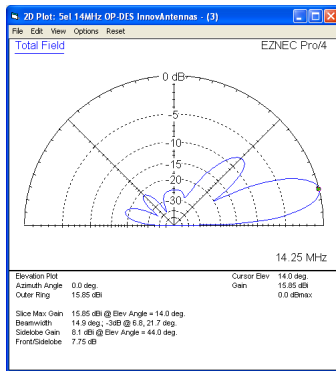 2D Plot: 5el 14MHz OP-DES InnovAntennas - (3)
File Edit View Options Reset
Total Field
EZNEC Pro/4
0 dB
-5
-10
-15
-20
-30
14.25 MHz
Elevation Plot
Cursor Elev 14.0 deg.
Azimuth Angle 0.0 deg.
Gain 15.85 dBi
Outer Ring 15.85 dBi
0.0 dBmax
Slice Max Gain 15.85 dBi @ Elev Angle = 14.0 deg.
Beamwidth 14.9 deg.; -3dB @ 6.8, 21.7 deg.
Sidelobe Gain 8.1 dBi @ Elev Angle = 44.0 deg.
Front/Sidelobe 7.75 dB